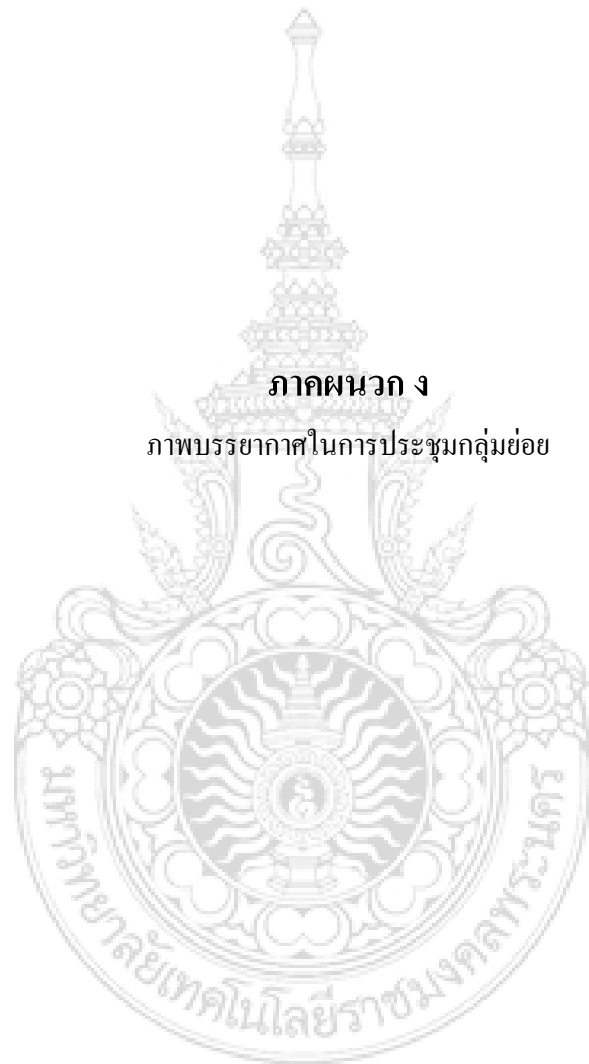 ภาคผนวก ง
ภาพบรรยากาศในการประชุมกลุ่มย่อย
มหาวิทยาลัยเทคโนโลยีราชมงคลพระนคร